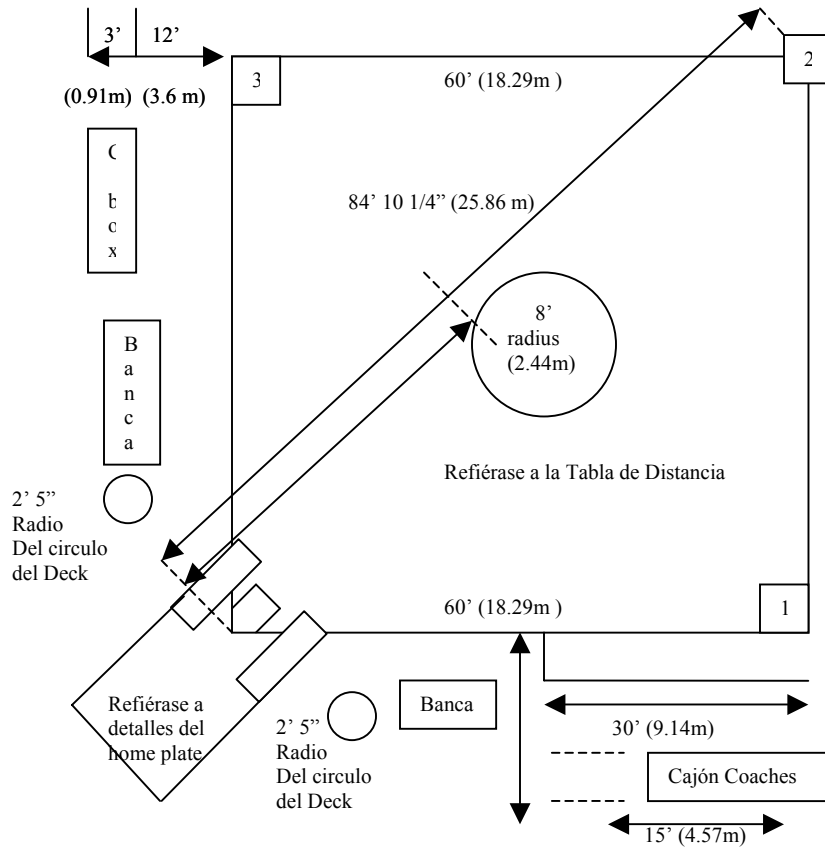 3’ 12’
(0.91m) (3.6 m)
3
60’ (18.29m )
2
C
b
o
x
84’ 10 1/4” (25.86 m)
8’
radius
(2.44m)
B
a
n
c
a
Refiérase a la Tabla de Distancia
2’ 5”
Radio
Del circulo
del Deck
60’ (18.29m )
1
Refiérase a
detalles del
home plate
2’ 5”
Radio
Del circulo
del Deck
Banca
30’ (9.14m)
Cajón Coaches
15’ (4.57m)